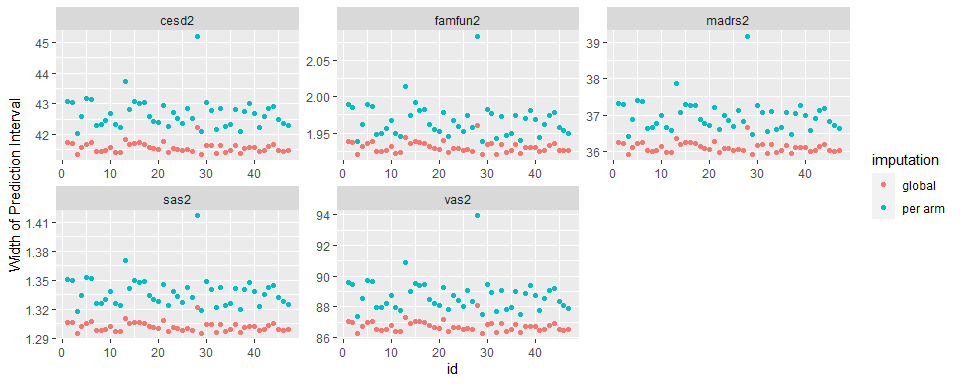 cesd2
famfun2
madrs2
45
44
43
42
2.05
2.00
1.95
39
38
37
36
0 10 20 30 40
sas2
vas2
1.41
1.38
1.35
1.32
1.29
94
92
90
88
86
0 10 20 30 40
0 10 20 30 40
id
Width of Prediction Interval
imputation
global
per arm